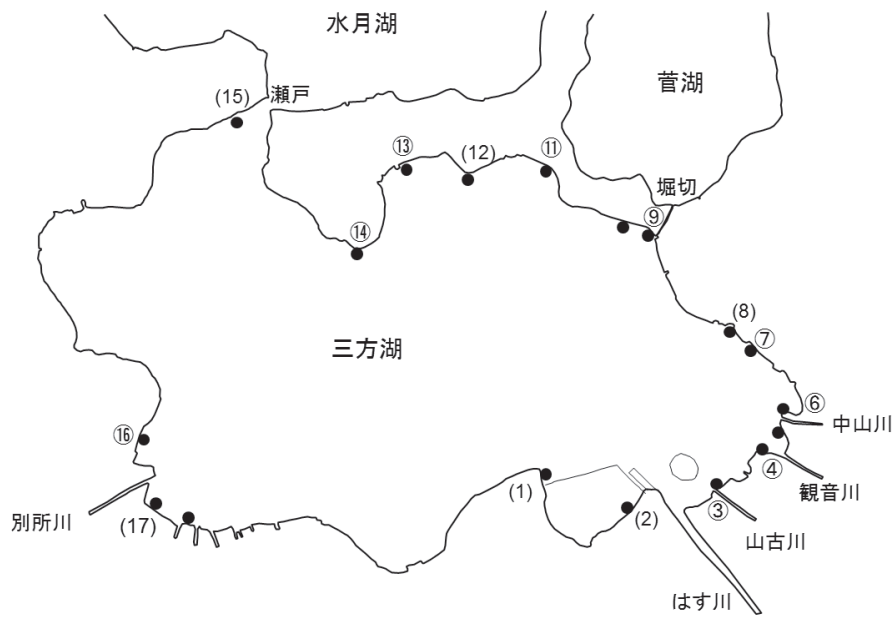 水月湖
菅湖
瀬戸
(15)
⑬
(12)
⑪
堀切
⑨
⑭
(8)
⑦
三方湖
⑥
中山川
⑯
④
観音川
(1)
③
(2)
別所川
(17)
山古川
はす川